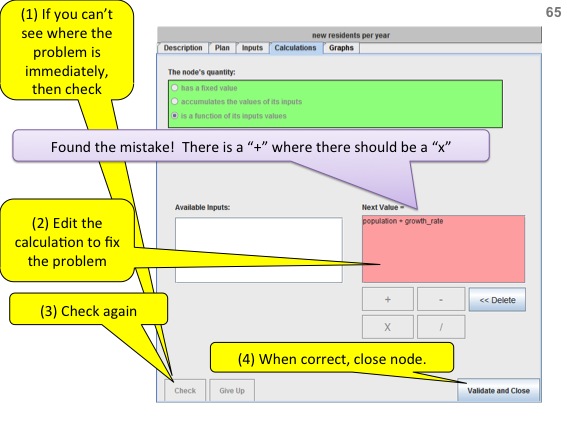 65
(1) If you can't
see where the
problem is
immediately,
then check
new residents per year
Description Plan Inputs Calculations Graphs
The node's quantity:
has a fixed value
accumulates the values of its inputs
is a function of its inputs values
Found the mistake! There is a “+” where there should be a “x”
Available Inputs:
Next Value =
population + growth_rate
(2) Edit the
calculation to fix
the problem
+ - << Delete
X /
(3) Check again
(4) When correct, close node.
Check Give Up Validate and Close